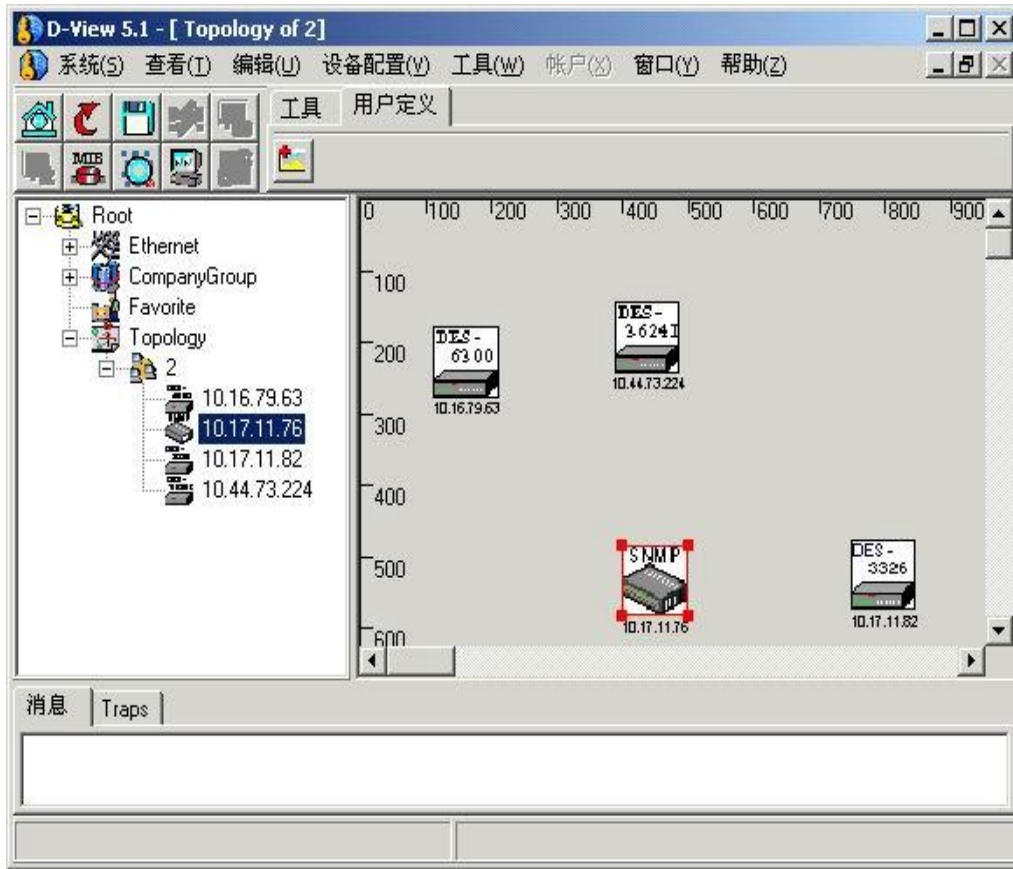 D-View 5.1 - [ Topology of 2]
系统(S) 查看(T) 编辑(U) 设备配置(V) 工具(W) 帐户(X) 窗口(Y) 帮助(Z)
工具 用户定义
MIB
Root
Ethernet
CompanyGroup
Favorite
Topology
2
10.16.79.63
10.17.11.76
10.17.11.82
10.44.73.224
0 100 200 300 400 500 600 700 800 900
100
200
300
400
500
600
DES-
6300
10.16.79.63
DES-
3624I
10.44.73.224
SNMP
10.17.11.76
DES-
3326
10.17.11.82
消息 Traps